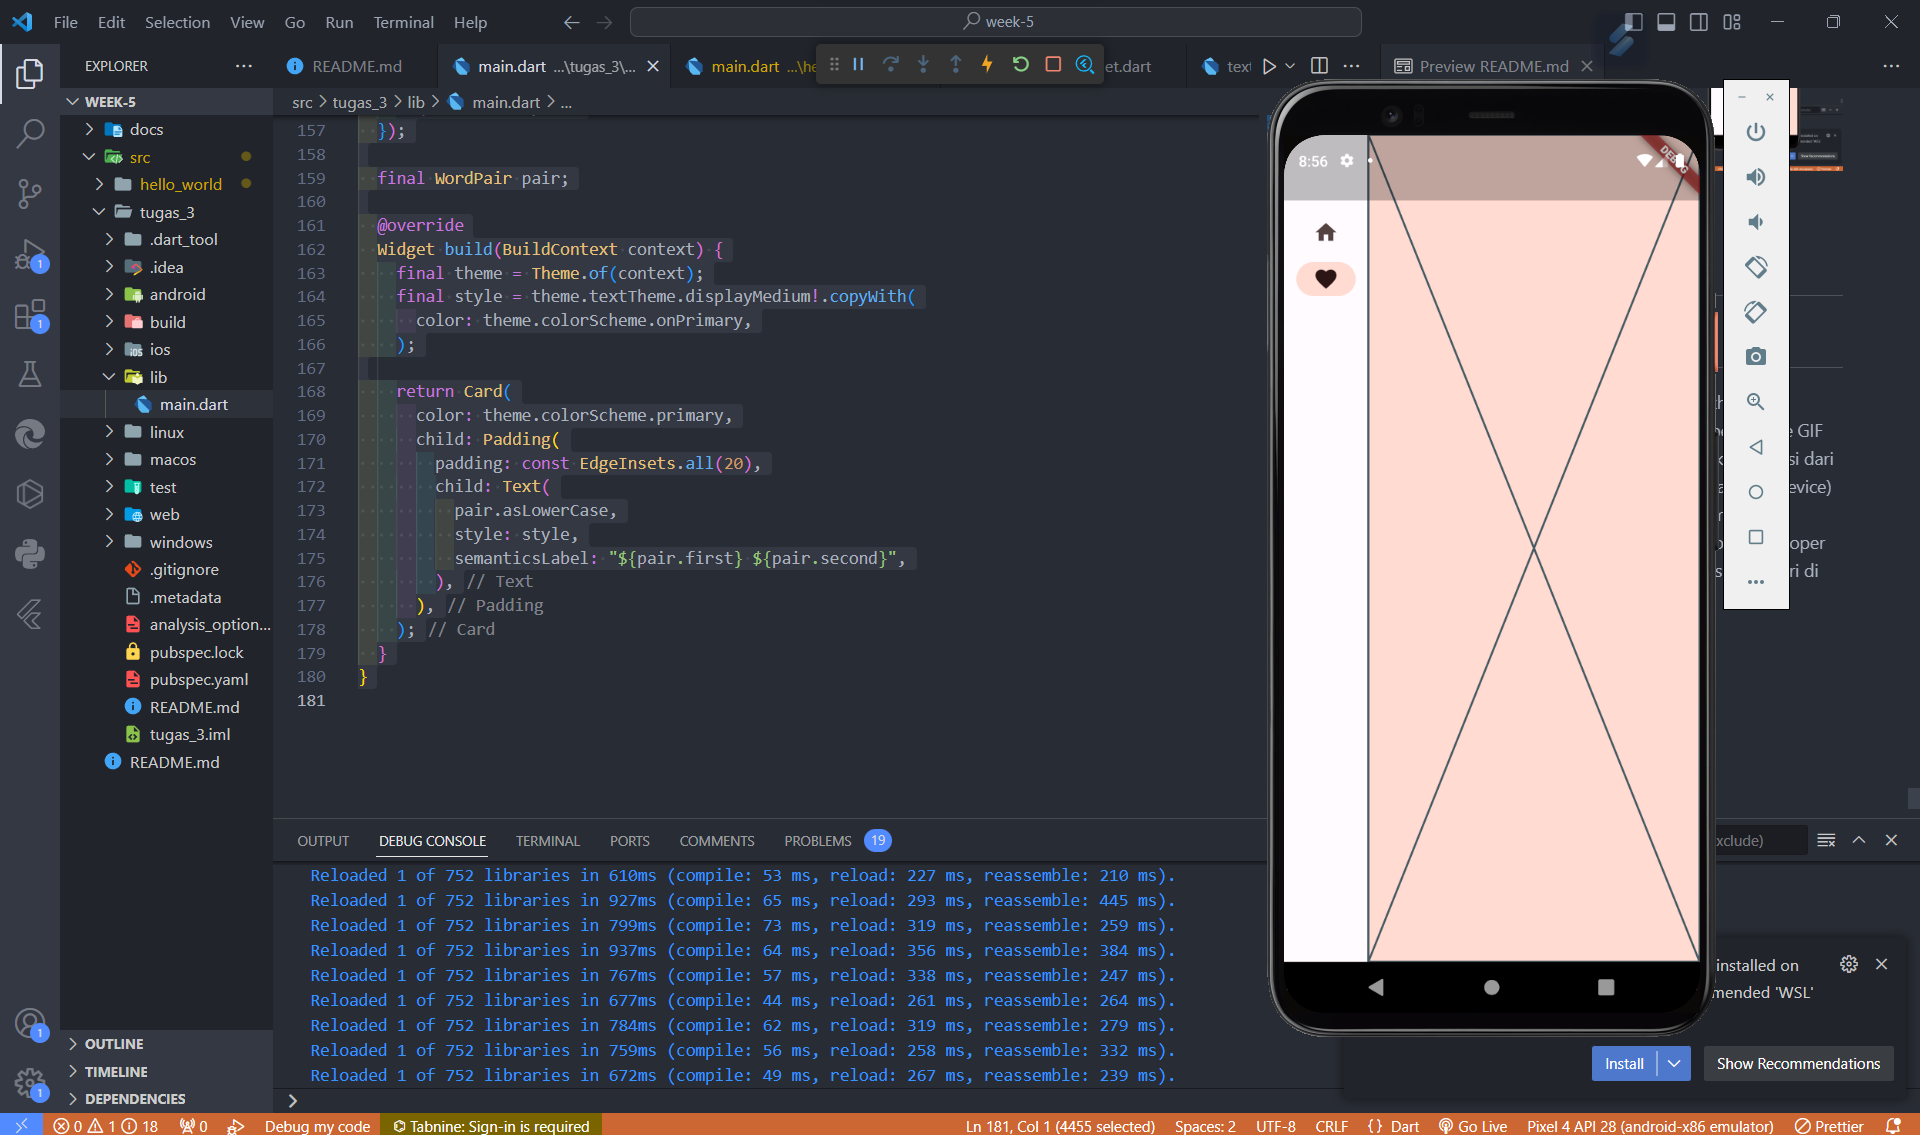 File Edit Selection View Go Run Terminal Help
week-5
EXPLORER
README.md
main.dart ...\tugas_3\...
main.dart ...\he
et.dart
text
Preview README.md
WEEK-5
docs
src
hello_world
tugas_3
.dart_tool
.idea
android
build
ios
lib
main.dart
linux
macos
test
web
windows
.gitignore
.metadata
analysis_option...
pubspec.lock
pubspec.yaml
README.md
tugas_3.iml
README.md
OUTLINE
TIMELINE
DEPENDENCIES
src > tugas_3 > lib > main.dart > ...
157 });
158
159 final WordPair pair;
160
161 @override
162 Widget build(BuildContext context) {
163 final theme = Theme.of(context);
164 final style = theme.textTheme.displayMedium!.copyWith(
165 color: theme.colorScheme.onPrimary,
166 );
167
168 return Card(
169 color: theme.colorScheme.primary,
170 child: Padding(
171 padding: const EdgeInsets.all(20),
172 child: Text(
173 pair.asLowerCase,
174 style: style,
175 semanticsLabel: "${pair.first} ${pair.second}",
176 ), // Text
177 ), // Padding
178 ); // Card
179 }
180 }
181
8:56
DEBUG
GIF
si dari
evice)
oper
ri di
OUTPUT DEBUG CONSOLE TERMINAL PORTS COMMENTS PROBLEMS 19
xclude)
Reloaded 1 of 752 libraries in 610ms (compile: 53 ms, reload: 227 ms, reassemble: 210 ms).
Reloaded 1 of 752 libraries in 927ms (compile: 65 ms, reload: 293 ms, reassemble: 445 ms).
Reloaded 1 of 752 libraries in 799ms (compile: 73 ms, reload: 319 ms, reassemble: 259 ms).
Reloaded 1 of 752 libraries in 937ms (compile: 64 ms, reload: 356 ms, reassemble: 384 ms).
Reloaded 1 of 752 libraries in 767ms (compile: 57 ms, reload: 338 ms, reassemble: 247 ms).
Reloaded 1 of 752 libraries in 677ms (compile: 44 ms, reload: 261 ms, reassemble: 264 ms).
Reloaded 1 of 752 libraries in 784ms (compile: 62 ms, reload: 319 ms, reassemble: 279 ms).
Reloaded 1 of 752 libraries in 759ms (compile: 56 ms, reload: 258 ms, reassemble: 332 ms).
Reloaded 1 of 752 libraries in 672ms (compile: 49 ms, reload: 267 ms, reassemble: 239 ms).
installed on
mended 'WSL'
Install
Show Recommendations
0 1 18 0 Debug my code Tabnine: Sign-in is required Ln 181, Col 1 (4455 selected) Spaces: 2 UTF-8 CRLF {} Dart Go Live Pixel 4 API 28 (android-x86 emulator) Prettier